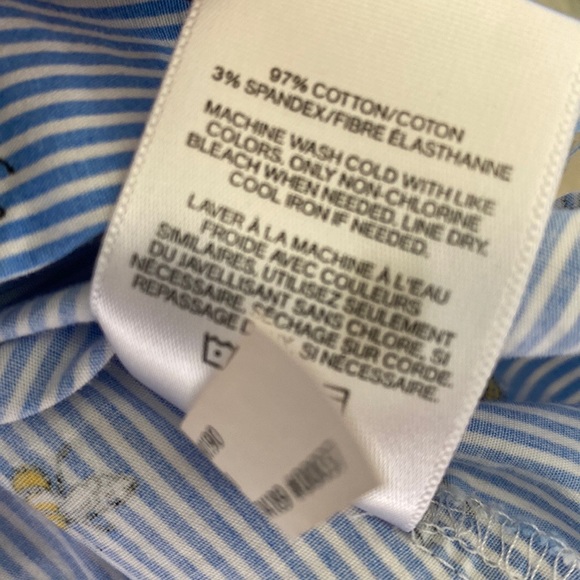 97% COTTON/COTON
3% SPANDEX/FIBRE ÉLASTHANNE
MACHINE WASH COLD WITH LIKE
COLORS. ONLY NON-CHLORINE
BLEACH WHEN NEEDED. LINE DRY.
COOL IRON IF NEEDED.
LAVER À LA MACHINE À L'EAU
FROIDE AVEC COULEURS
SIMILAIRES. UTILISEZ SEULEMENT
DU JAVELLISANT SANS CHLORE, SI
NÉCESSAIRE. SÉCHAGE SUR CORDE.
REPASSAGE SI NÉCESSAIRE.